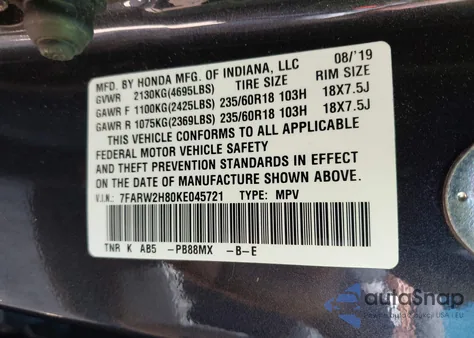 MFD. BY HONDA MFG. OF INDIANA, LLC 08/'19
GVWR 2130KG(4695LBS) TIRE SIZE RIM SIZE
GAWR F 1100KG(2425LBS) 235/60R18 103H 18X7.5J
GAWR R 1075KG(2369LBS) 235/60R18 103H 18X7.5J
THIS VEHICLE CONFORMS TO ALL APPLICABLE
FEDERAL MOTOR VEHICLE SAFETY
AND THEFT PREVENTION STANDARDS IN EFFECT
ON THE DATE OF MANUFACTURE SHOWN ABOVE.
V.I.N.: 7FARW2H80KE045721 TYPE: MPV
TNR K AB5 -PB88MX -B-E
autoSnap